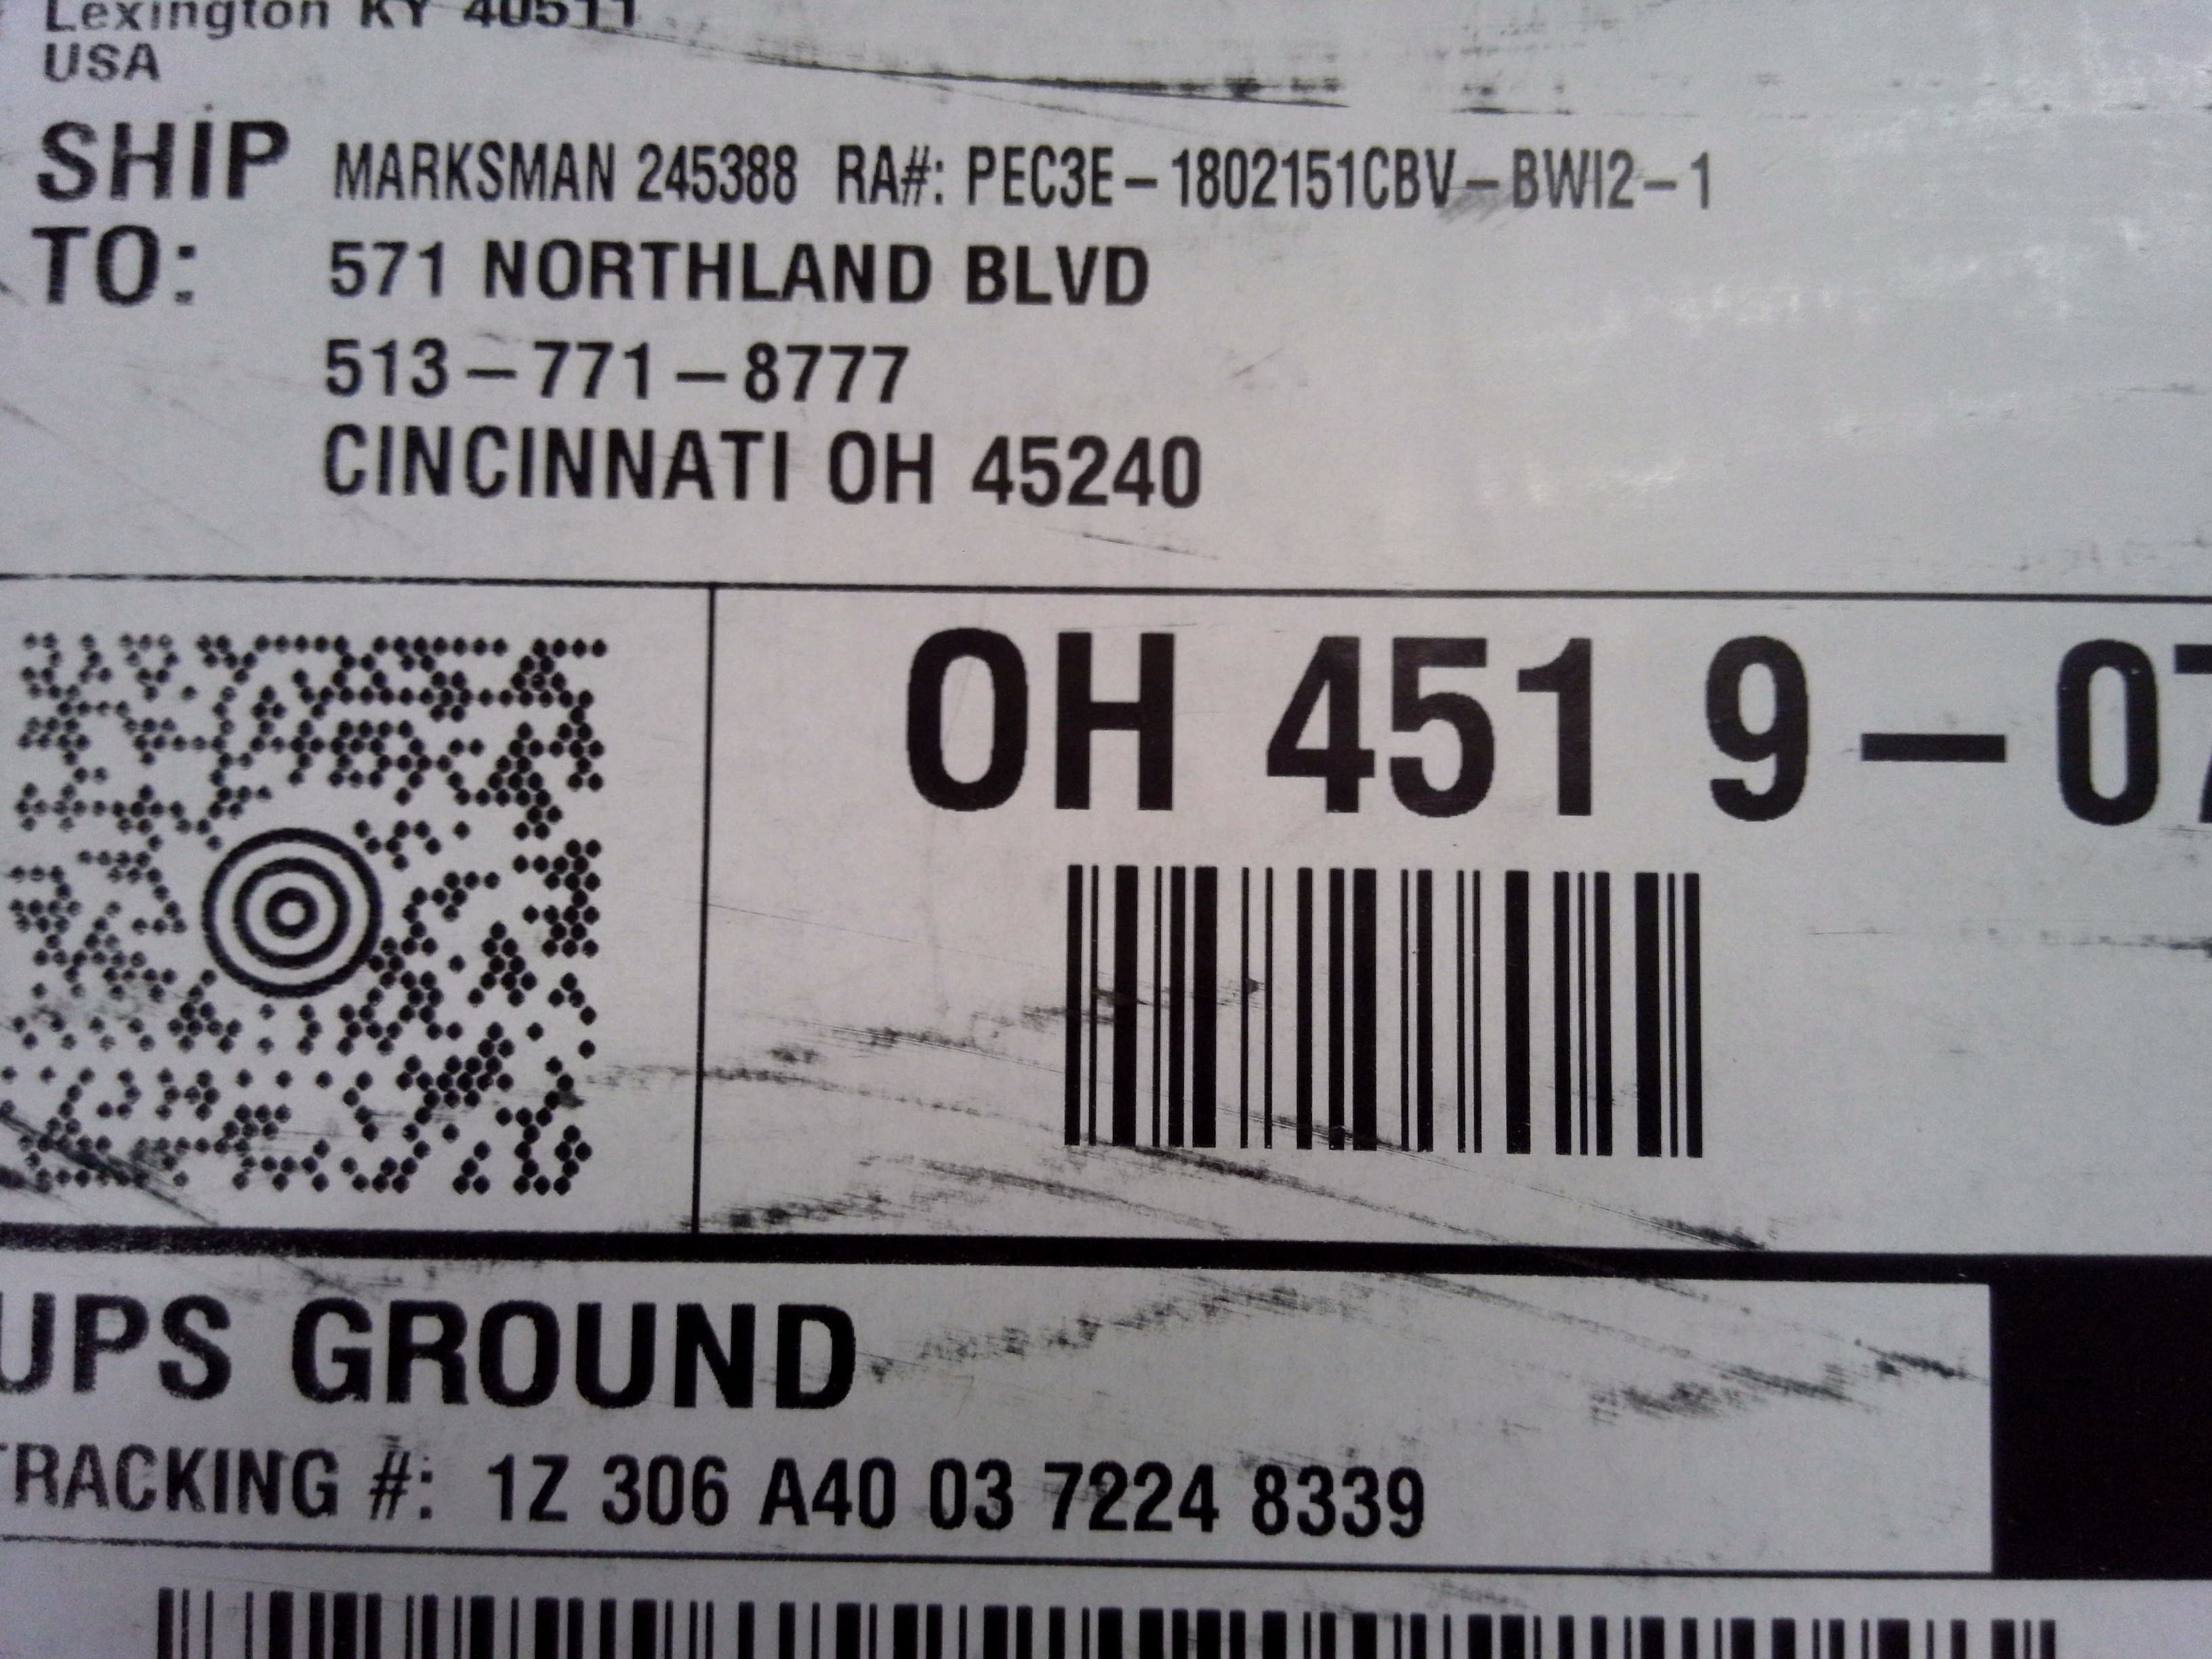 Lexington KY 40511
USA
SHIP TO:
MARKSMAN 245388 RA#: PEC3E-1802151CBV-BWI2-1
571 NORTHLAND BLVD
513-771-8777
CINCINNATI OH 45240
OH 451 9-07
UPS GROUND
TRACKING #: 1Z 306 A40 03 7224 8339